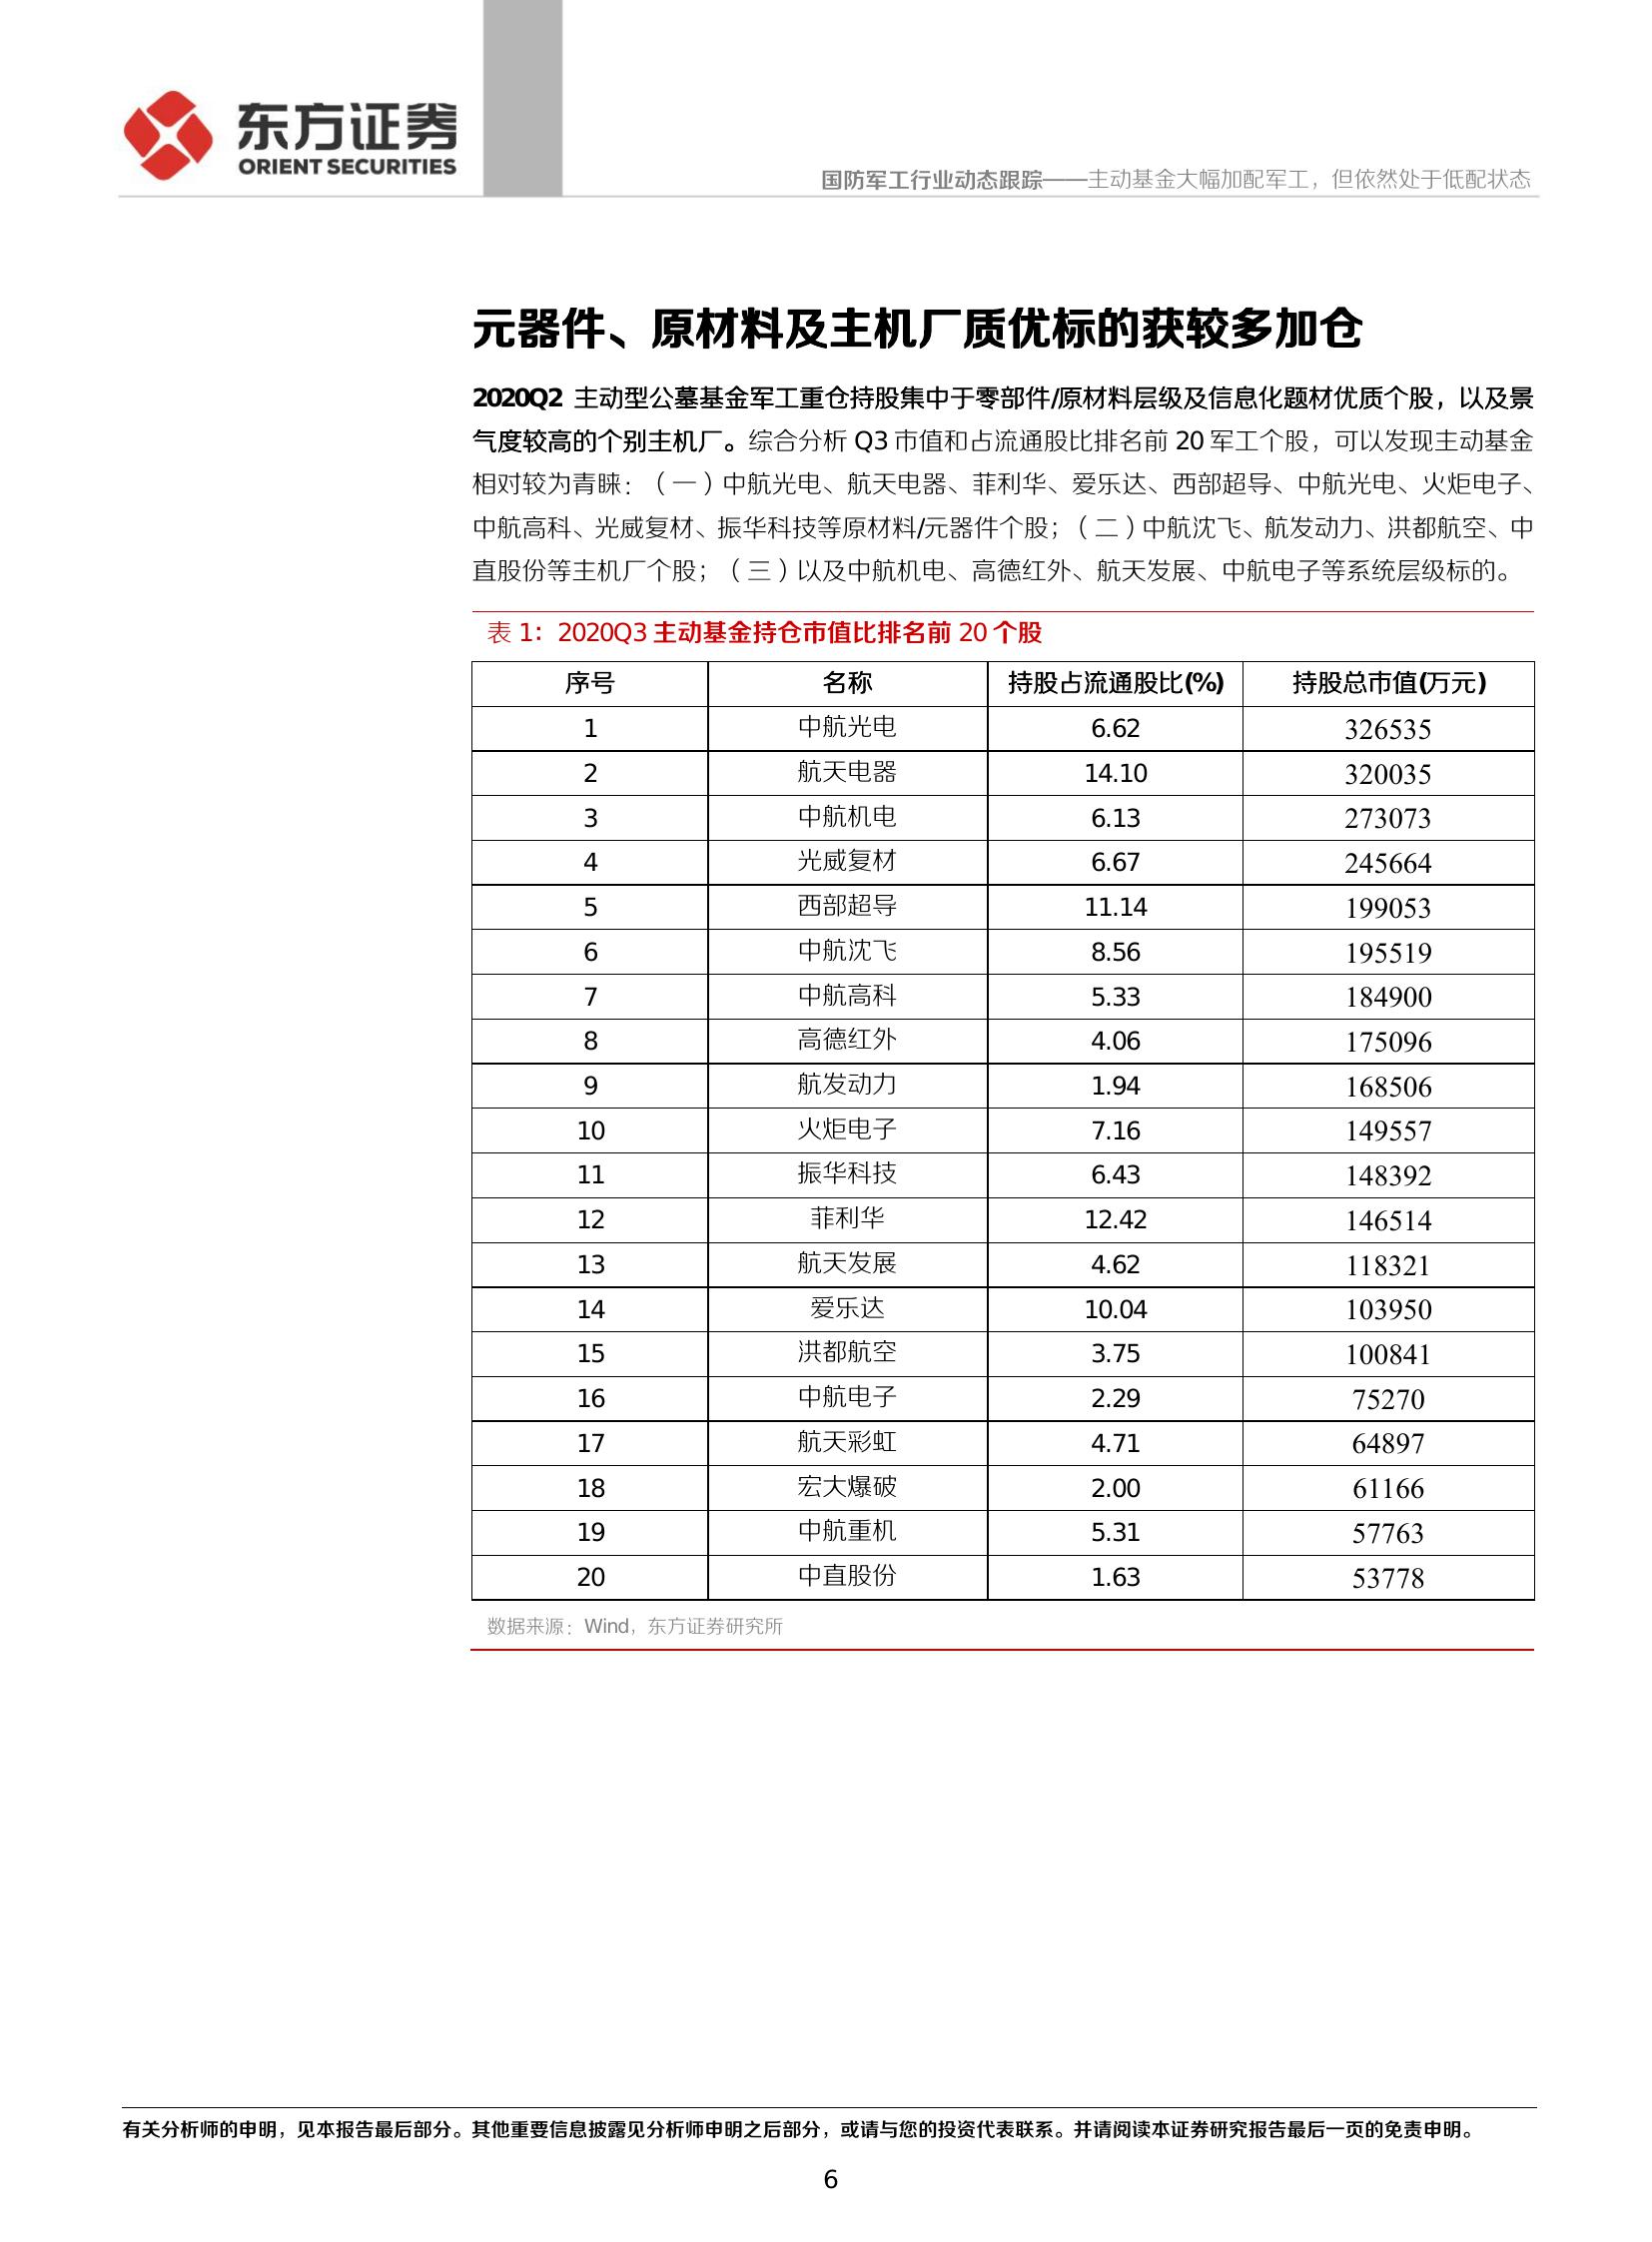 东方证券
ORIENT SECURITIES
国防军工行业动态跟踪——主动基金大幅加配军工，但依然处于低配状态
元器件、原材料及主机厂质优标的获较多加仓
2020Q2 主动型公墓基金军工重仓持股集中于零部件/原材料层级及信息化题材优质个股，以及景
气度较高的个别主机厂。综合分析 Q3 市值和占流通股比排名前 20 军工个股，可以发现主动基金
相对较为青睐：（一）中航光电、航天电器、菲利华、爱乐达、西部超导、中航光电、火炬电子、
中航高科、光威复材、振华科技等原材料/元器件个股；（二）中航沈飞、航发动力、洪都航空、中
直股份等主机厂个股；（三）以及中航机电、高德红外、航天发展、中航电子等系统层级标的。
表 1：2020Q3 主动基金持仓市值比排名前 20 个股
序号 名称 持股占流通股比(%) 持股总市值(万元)
1 中航光电 6.62 326535
2 航天电器 14.10 320035
3 中航机电 6.13 273073
4 光威复材 6.67 245664
5 西部超导 11.14 199053
6 中航沈飞 8.56 195519
7 中航高科 5.33 184900
8 高德红外 4.06 175096
9 航发动力 1.94 168506
10 火炬电子 7.16 149557
11 振华科技 6.43 148392
12 菲利华 12.42 146514
13 航天发展 4.62 118321
14 爱乐达 10.04 103950
15 洪都航空 3.75 100841
16 中航电子 2.29 75270
17 航天彩虹 4.71 64897
18 宏大爆破 2.00 61166
19 中航重机 5.31 57763
20 中直股份 1.63 53778
数据来源：Wind，东方证券研究所
有关分析师的申明，见本报告最后部分。其他重要信息披露见分析师申明之后部分，或请与您的投资代表联系。并请阅读本证券研究报告最后一页的免责申明。
6